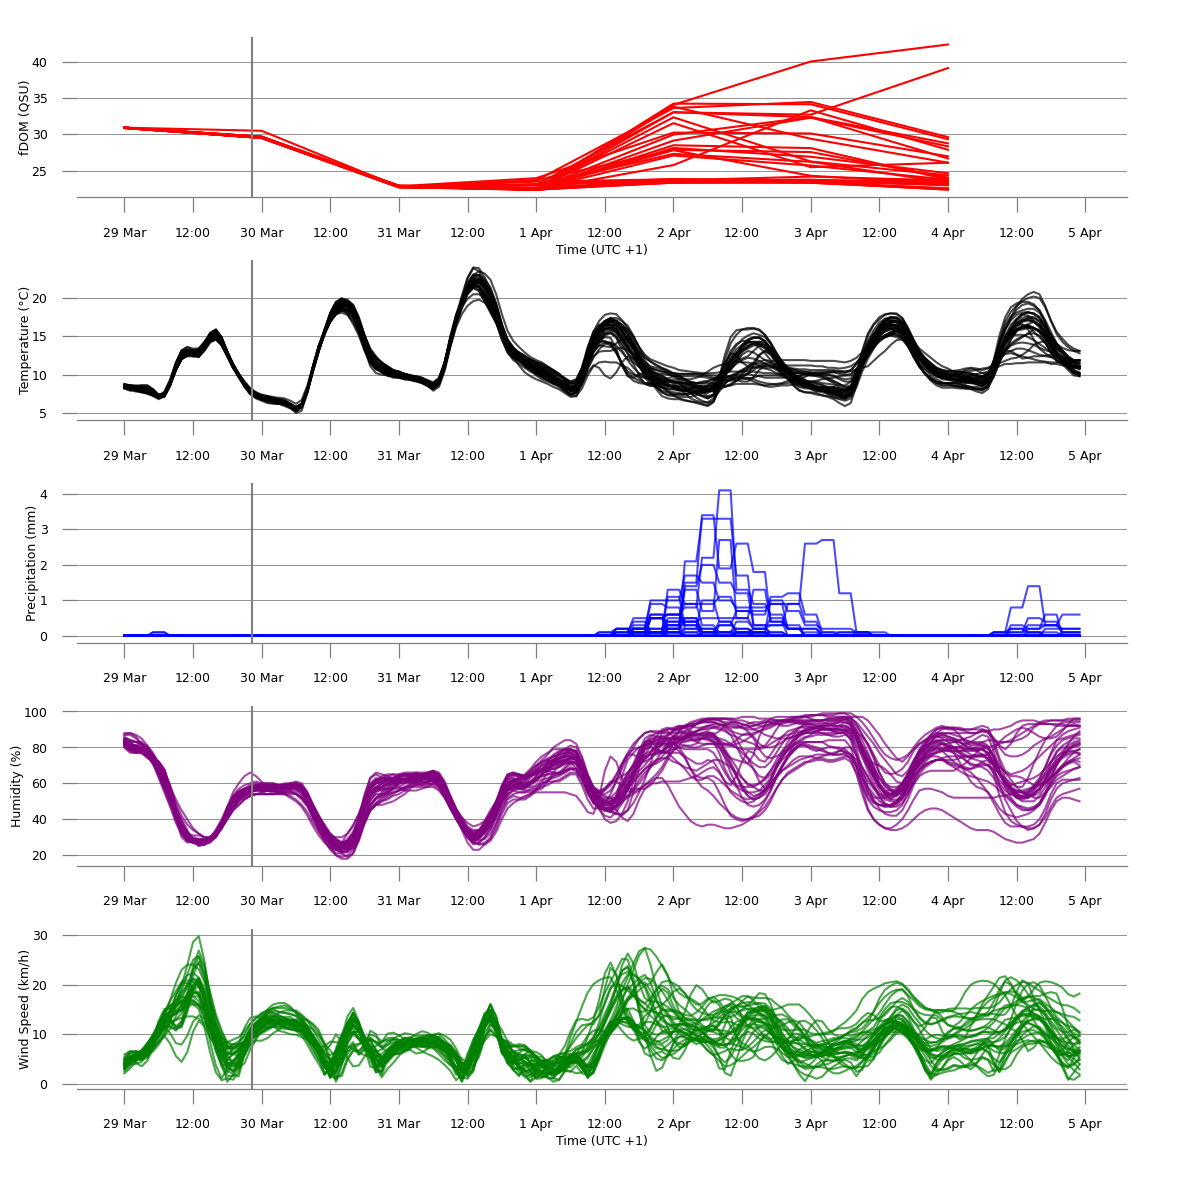 fDOM (QSU)
40
35
30
25
29 Mar 12:00 30 Mar 12:00 31 Mar 12:00 1 Apr 12:00 2 Apr 12:00 3 Apr 12:00 4 Apr 12:00 5 Apr
Time (UTC +1)
Temperature (°C)
20
15
10
5
29 Mar 12:00 30 Mar 12:00 31 Mar 12:00 1 Apr 12:00 2 Apr 12:00 3 Apr 12:00 4 Apr 12:00 5 Apr
Precipitation (mm)
4
3
2
1
0
29 Mar 12:00 30 Mar 12:00 31 Mar 12:00 1 Apr 12:00 2 Apr 12:00 3 Apr 12:00 4 Apr 12:00 5 Apr
Humidity (%)
100
80
60
40
20
29 Mar 12:00 30 Mar 12:00 31 Mar 12:00 1 Apr 12:00 2 Apr 12:00 3 Apr 12:00 4 Apr 12:00 5 Apr
Wind Speed (km/h)
30
20
10
0
29 Mar 12:00 30 Mar 12:00 31 Mar 12:00 1 Apr 12:00 2 Apr 12:00 3 Apr 12:00 4 Apr 12:00 5 Apr
Time (UTC +1)